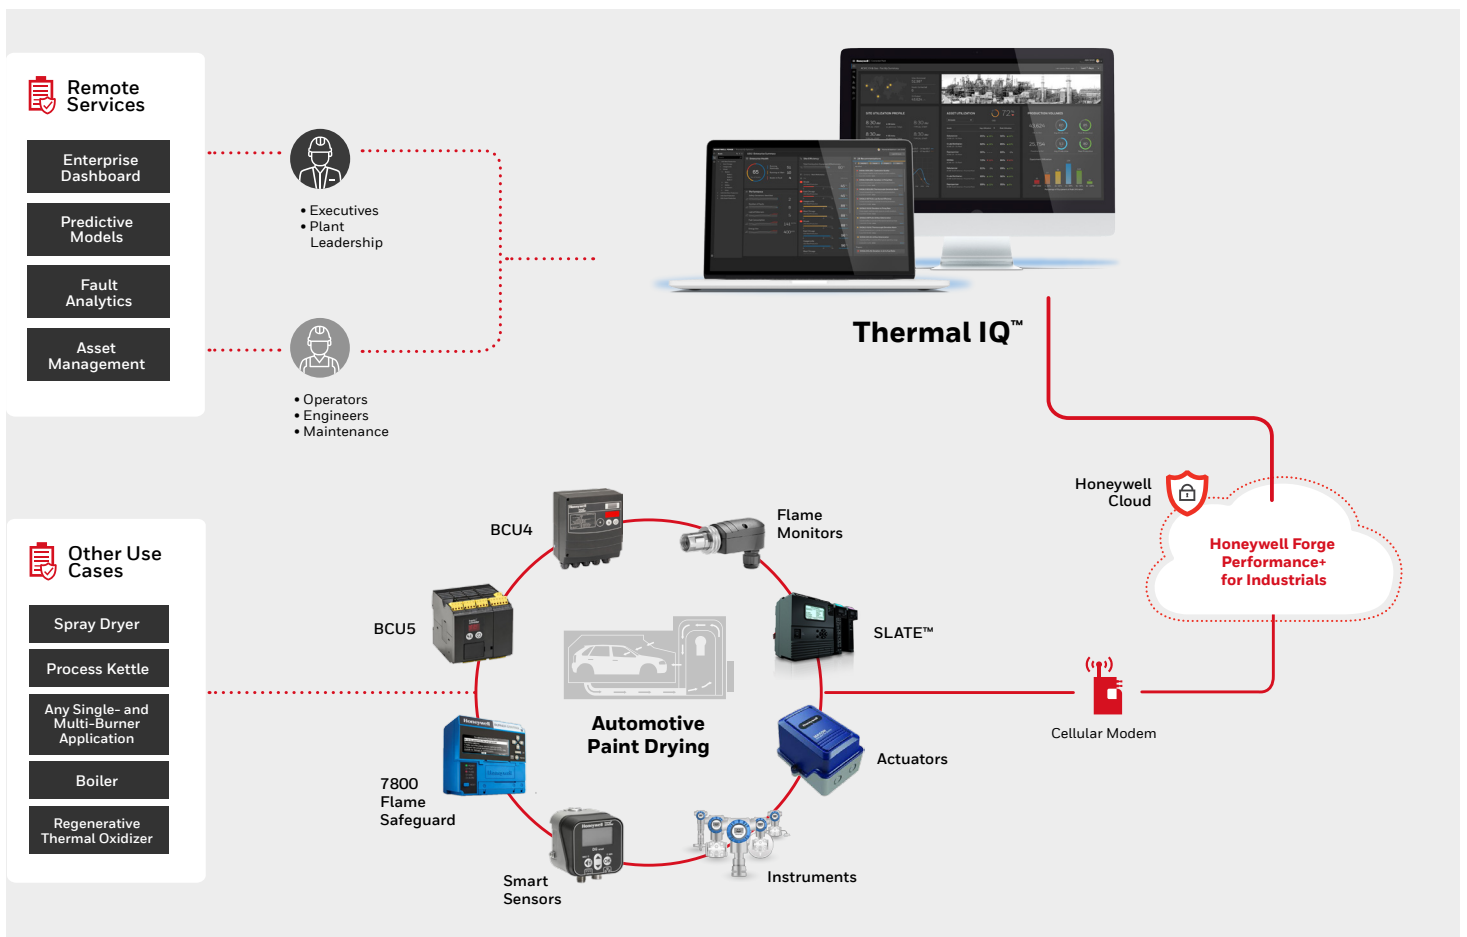 Remote
Services
Enterprise
Dashboard
Predictive
Models
Fault
Analytics
Asset
Management
• Executives
• Plant
Leadership
• Operators
• Engineers
• Maintenance
Thermal IQ™
Honeywell
Cloud
Honeywell Forge
Performance+
for Industrials
Cellular Modem
Other Use
Cases
Spray Dryer
Process Kettle
Any Single- and
Multi-Burner
Application
Boiler
Regenerative
Thermal Oxidizer
BCU4
Flame
Monitors
BCU5
SLATE™
Automotive
Paint Drying
7800
Flame
Safeguard
Actuators
Smart
Sensors
Instruments